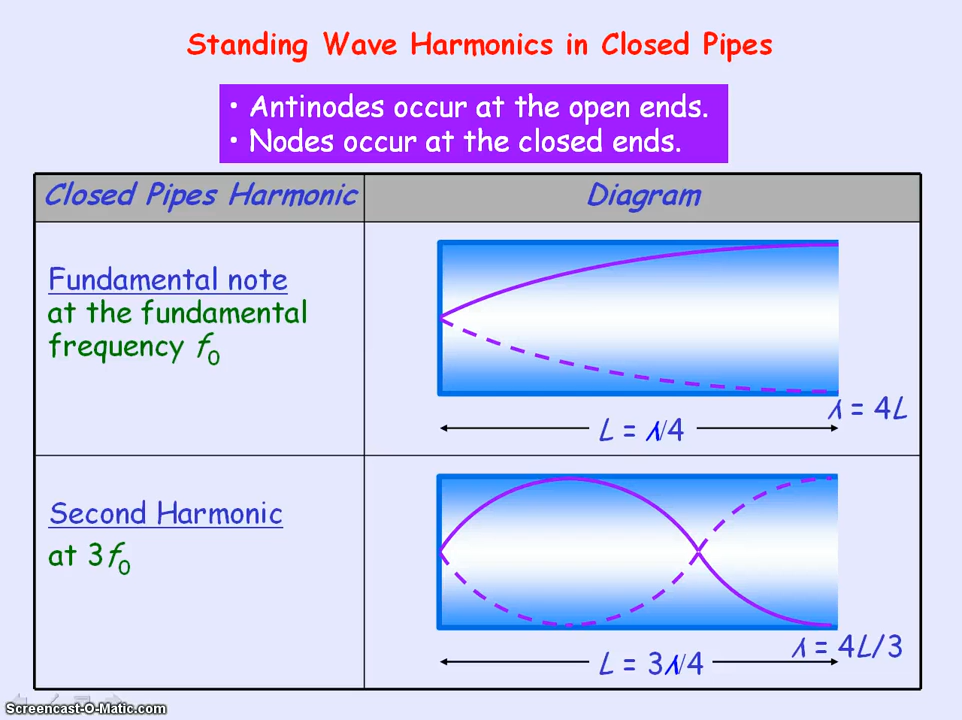 Standing Wave Harmonics in Closed Pipes
• Antinodes occur at the open ends.
• Nodes occur at the closed ends.
Closed Pipes Harmonic
Diagram
Fundamental note
at the fundamental
frequency f₀
λ = 4L
L = λ/4
Second Harmonic
at 3f₀
λ = 4L/3
L = 3λ/4
Screencast-O-Matic.com